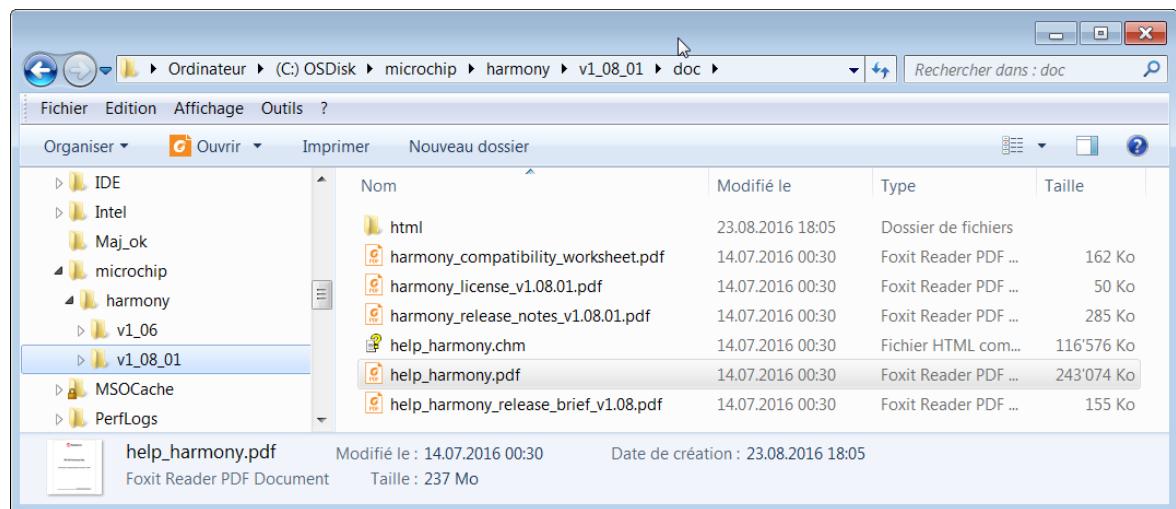 Ordinateur (C:) OSDisk microchip harmony v1_08_01 doc Rechercher dans : doc
Fichier Edition Affichage Outils ?
Organiser Ouvrir Imprimer Nouveau dossier
IDE
Intel
Maj_ok
microchip
harmony
v1_06
v1_08_01
MSOCache
PerfLogs
Nom Modifié le Type Taille
html 23.08.2016 18:05 Dossier de fichiers
harmony_compatibility_worksheet.pdf 14.07.2016 00:30 Foxit Reader PDF ... 162 Ko
harmony_license_v1.08.01.pdf 14.07.2016 00:30 Foxit Reader PDF ... 50 Ko
harmony_release_notes_v1.08.01.pdf 14.07.2016 00:30 Foxit Reader PDF ... 285 Ko
help_harmony.chm 14.07.2016 00:30 Fichier HTML com... 116'576 Ko
help_harmony.pdf 14.07.2016 00:30 Foxit Reader PDF ... 243'074 Ko
help_harmony_release_brief_v1.08.pdf 14.07.2016 00:30 Foxit Reader PDF ... 155 Ko
help_harmony.pdf Modifié le : 14.07.2016 00:30 Date de création : 23.08.2016 18:05
Foxit Reader PDF Document Taille : 237 Mo